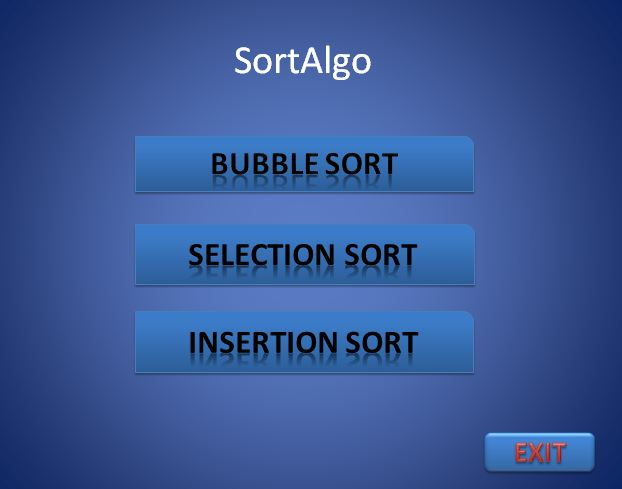 SortAlgo
BUBBLE SORT
SELECTION SORT
INSERTION SORT
EXIT